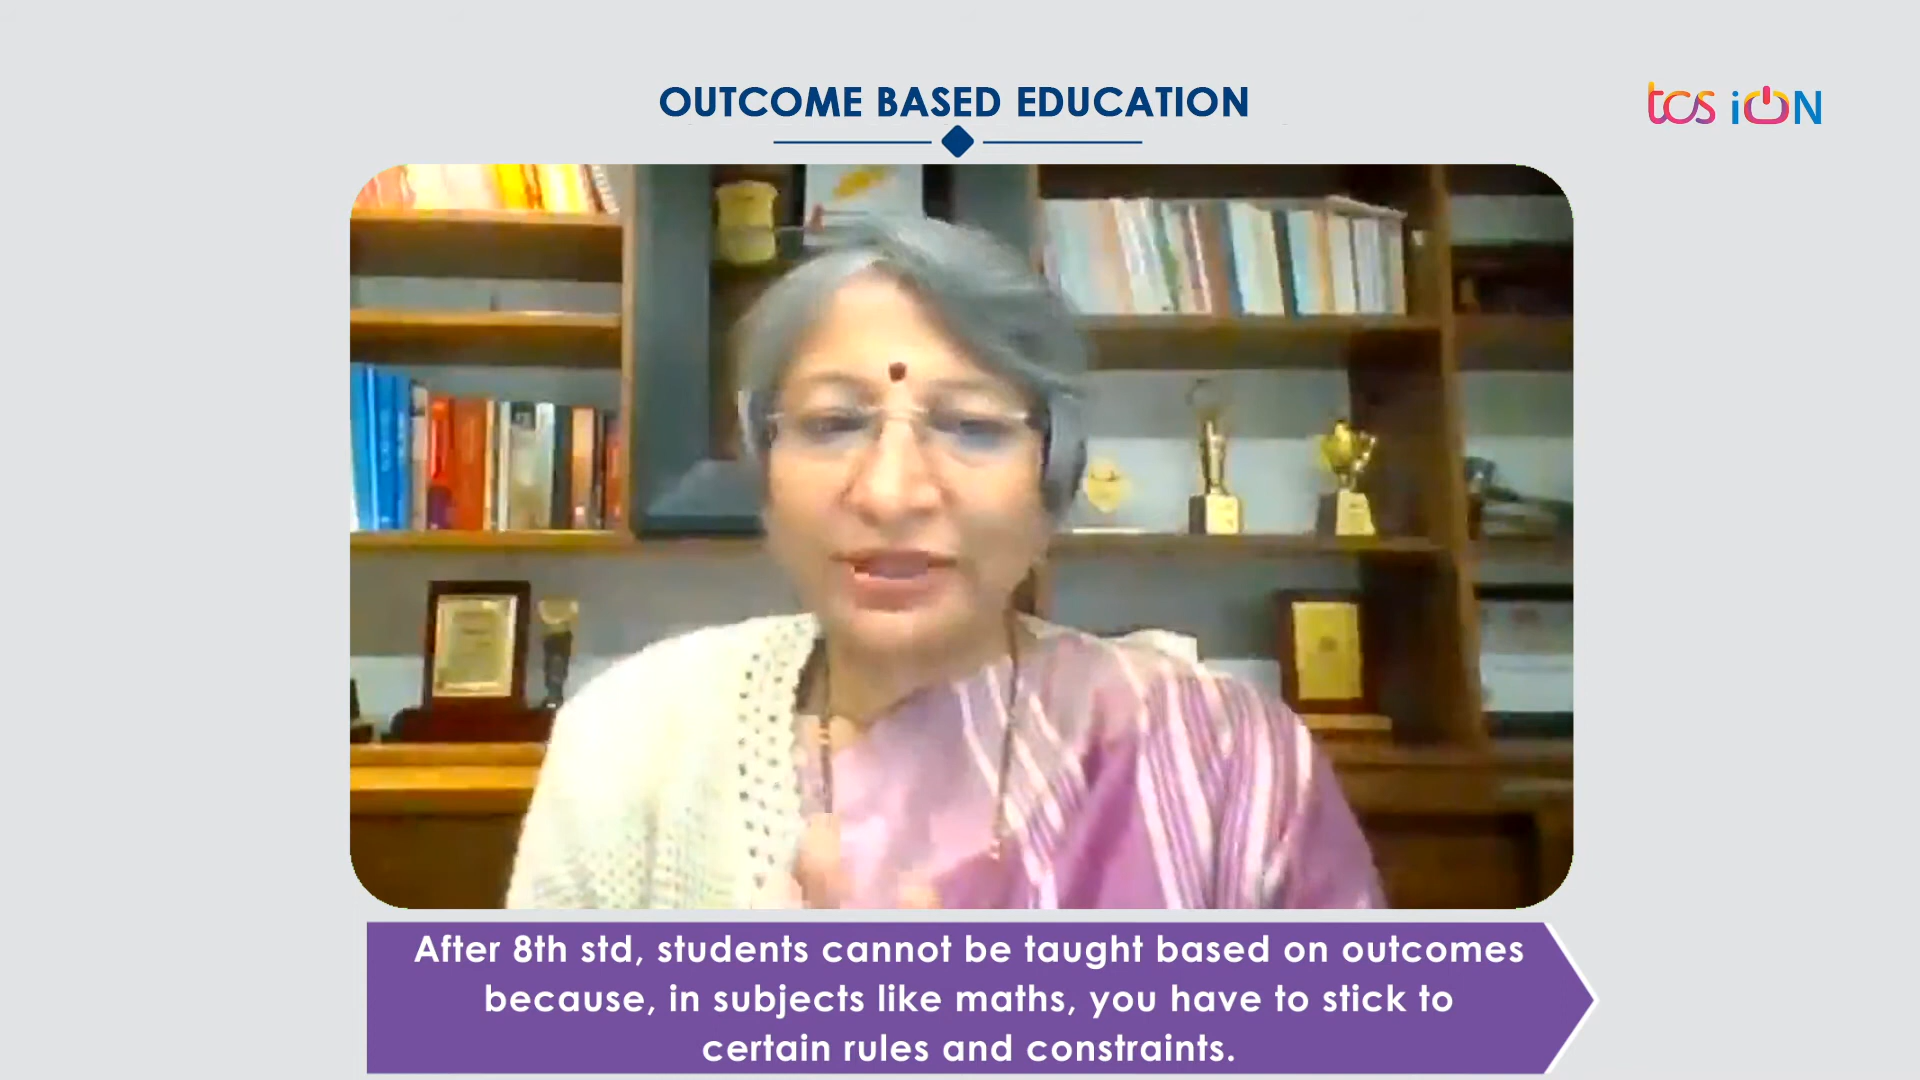 OUTCOME BASED EDUCATION
tcs iON
After 8th std, students cannot be taught based on outcomes
because, in subjects like maths, you have to stick to
certain rules and constraints.